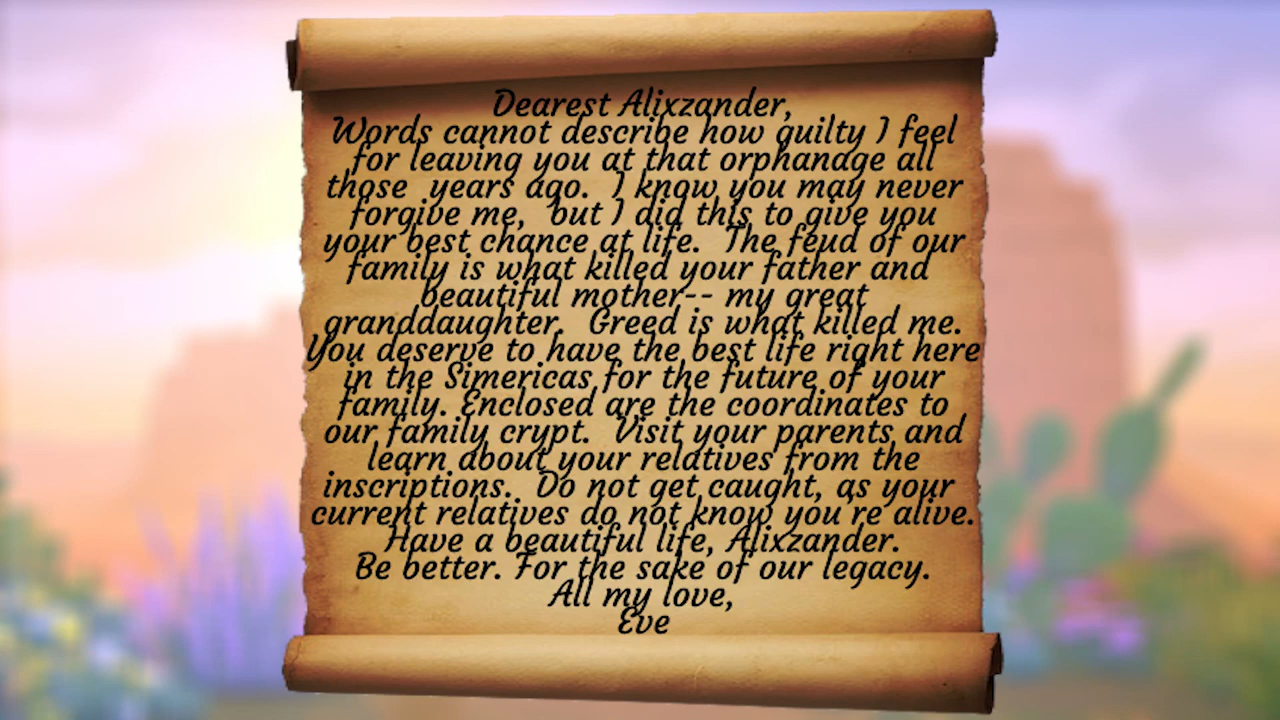 Dearest Alixzander,
Words cannot describe how guilty I feel
for leaving you at that orphanage all
those  years ago.  I know you may never
forgive me,  but I did this to give you
your best chance at life.  The feud of our
family is what killed your father and
beautiful mother-- my great
granddaughter.  Greed is what killed me.
You deserve to have the best life right here
in the Simericas for the future of your
family. Enclosed are the coordinates to
our family crypt.  Visit your parents and
learn about your relatives from the
inscriptions.  Do not get caught, as your
current relatives do not know you're alive.
Have a beautiful life, Alixzander.
Be better. For the sake of our legacy.
All my love,
Eve